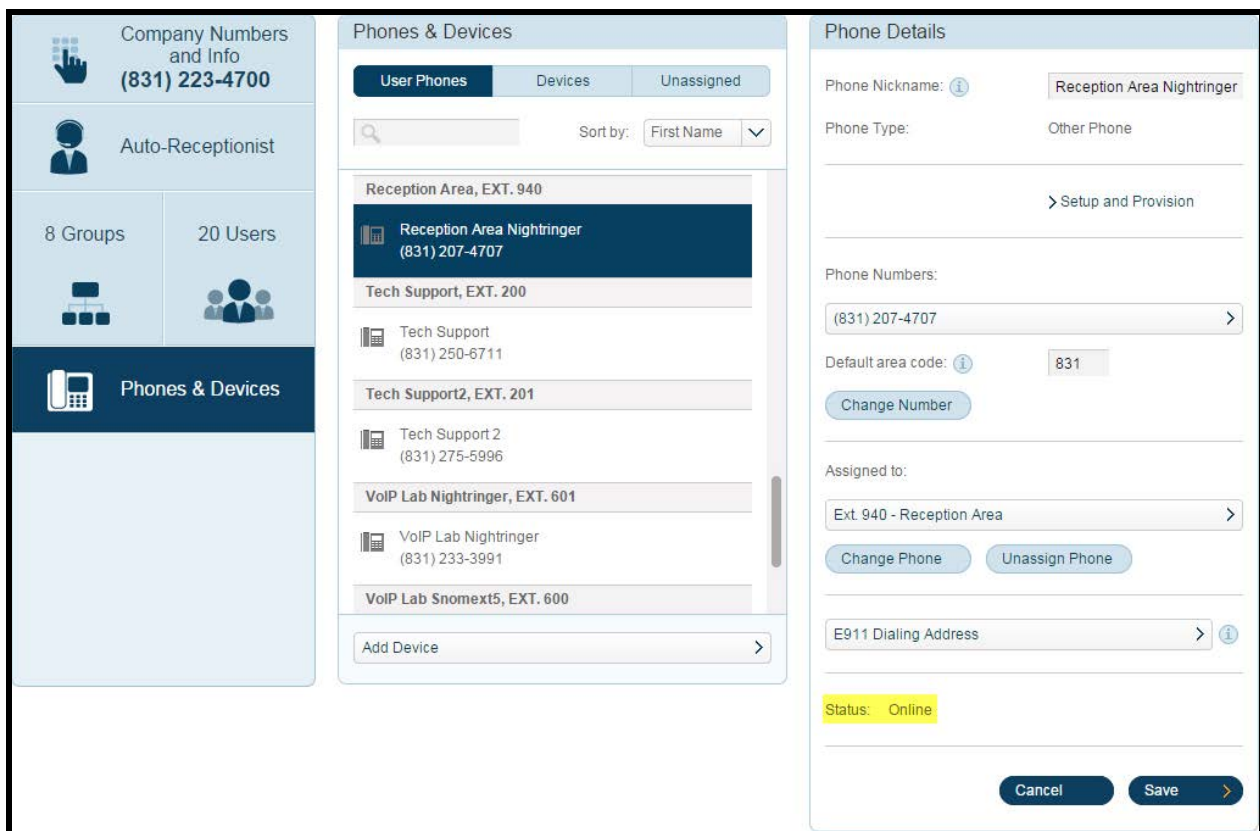 Company Numbers
and Info
(831) 223-4700
Auto-Receptionist
8 Groups
20 Users
Phones & Devices
Phones & Devices
User Phones
Devices
Unassigned
Sort by:
First Name
Reception Area, EXT. 940
Reception Area Nightringer
(831) 207-4707
Tech Support, EXT. 200
Tech Support
(831) 250-6711
Tech Support2, EXT. 201
Tech Support 2
(831) 275-5996
VoIP Lab Nightringer, EXT. 601
VoIP Lab Nightringer
(831) 233-3991
VoIP Lab Snomext5, EXT. 600
Add Device
Phone Details
Phone Nickname:
Reception Area Nightringer
Phone Type:
Other Phone
Setup and Provision
Phone Numbers:
(831) 207-4707
Default area code:
831
Change Number
Assigned to:
Ext. 940 - Reception Area
Change Phone
Unassign Phone
E911 Dialing Address
Status: Online
Cancel
Save